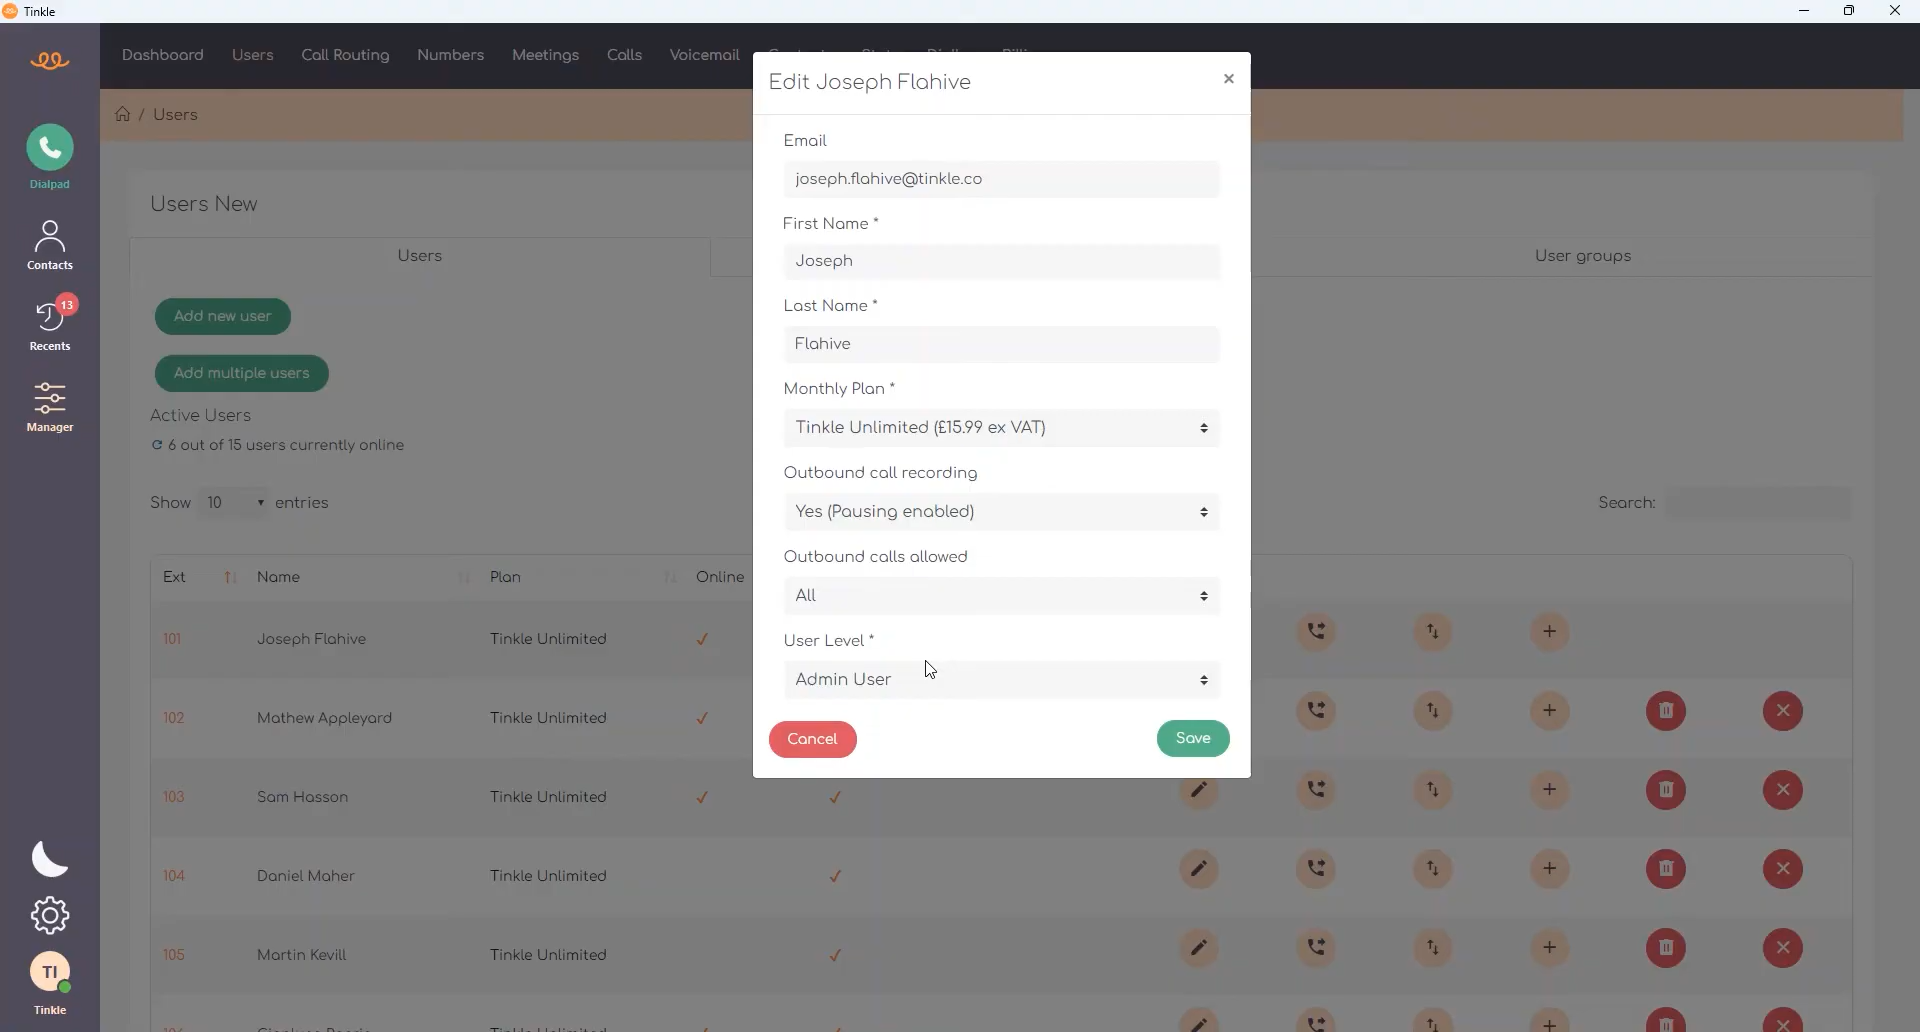 Tinkle
Dashboard Users Call Routing Numbers Meetings Calls Voicemail
Edit Joseph Flahive ×
/ Users
Dialpad
Contacts
13
Recents
Manager
TI
Tinkle
Users New
Users User groups
Add new user
Add multiple users
Active Users
6 out of 15 users currently online
Show 10 entries
Search:
Ext Name Plan Online
101 Joseph Flahive Tinkle Unlimited
102 Mathew Appleyard Tinkle Unlimited
103 Sam Hasson Tinkle Unlimited
104 Daniel Maher Tinkle Unlimited
105 Martin Kevill Tinkle Unlimited
Email
joseph.flahive@tinkle.co
First Name *
Joseph
Last Name *
Flahive
Monthly Plan *
Tinkle Unlimited (£15.99 ex VAT)
Outbound call recording
Yes (Pausing enabled)
Outbound calls allowed
All
User Level *
Admin User
Cancel Save